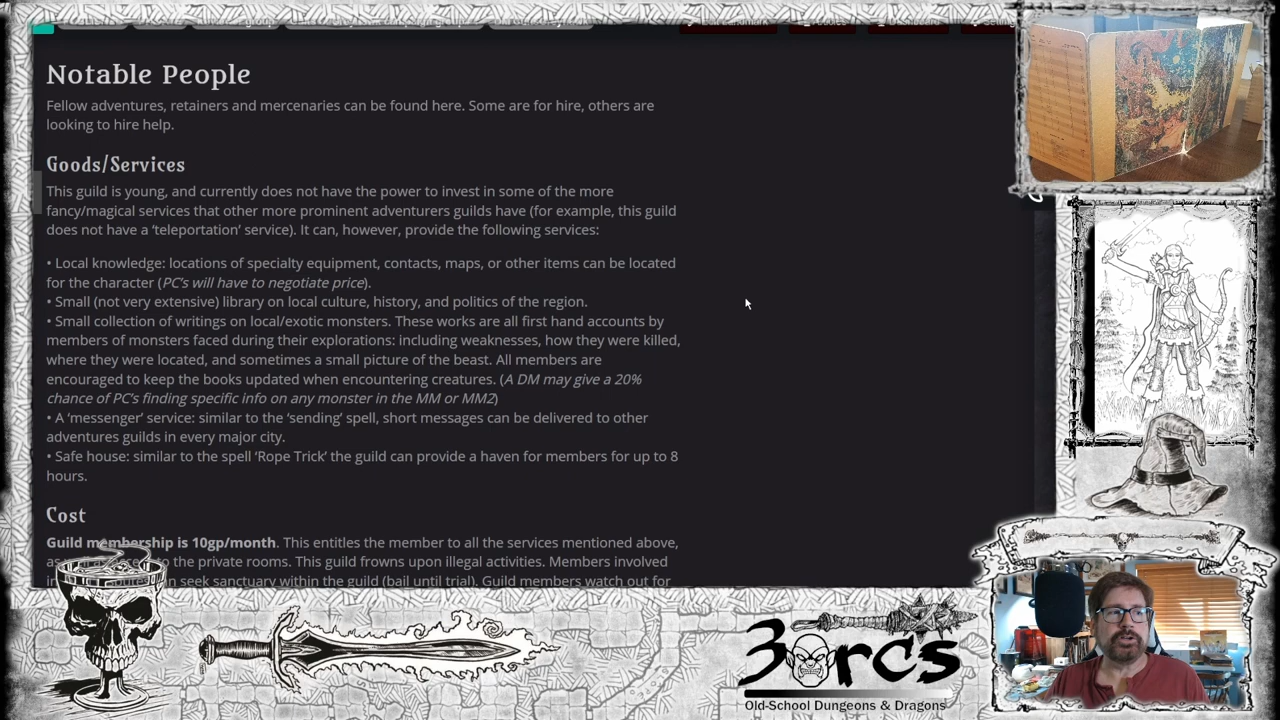 Notable People
Fellow adventures, retainers and mercenaries can be found here. Some are for hire, others are
looking to hire help.
Goods/Services
This guild is young, and currently does not have the power to invest in some of the more
fancy/magical services that other more prominent adventurers guilds have (for example, this guild
does not have a ‘teleportation’ service). It can, however, provide the following services:
• Local knowledge: locations of specialty equipment, contacts, maps, or other items can be located
for the character (PC’s will have to negotiate price).
• Small (not very extensive) library on local culture, history, and politics of the region.
• Small collection of writings on local/exotic monsters. These works are all first hand accounts by
members of monsters faced during their explorations: including weaknesses, how they were killed,
where they were located, and sometimes a small picture of the beast. All members are
encouraged to keep the books updated when encountering creatures. (A DM may give a 20%
chance of PC’s finding specific info on any monster in the MM or MM2)
• A ‘messenger’ service: similar to the ‘sending’ spell, short messages can be delivered to other
adventures guilds in every major city.
• Safe house: similar to the spell ‘Rope Trick’ the guild can provide a haven for members for up to 8
hours.
Cost
Guild membership is 10gp/month. This entitles the member to all the services mentioned above,
the private rooms. This guild frowns upon illegal activities. Members involved
seek sanctuary within the guild (bail until trial). Guild members watch out for
3 orcs
Old-School Dungeons & Dragons